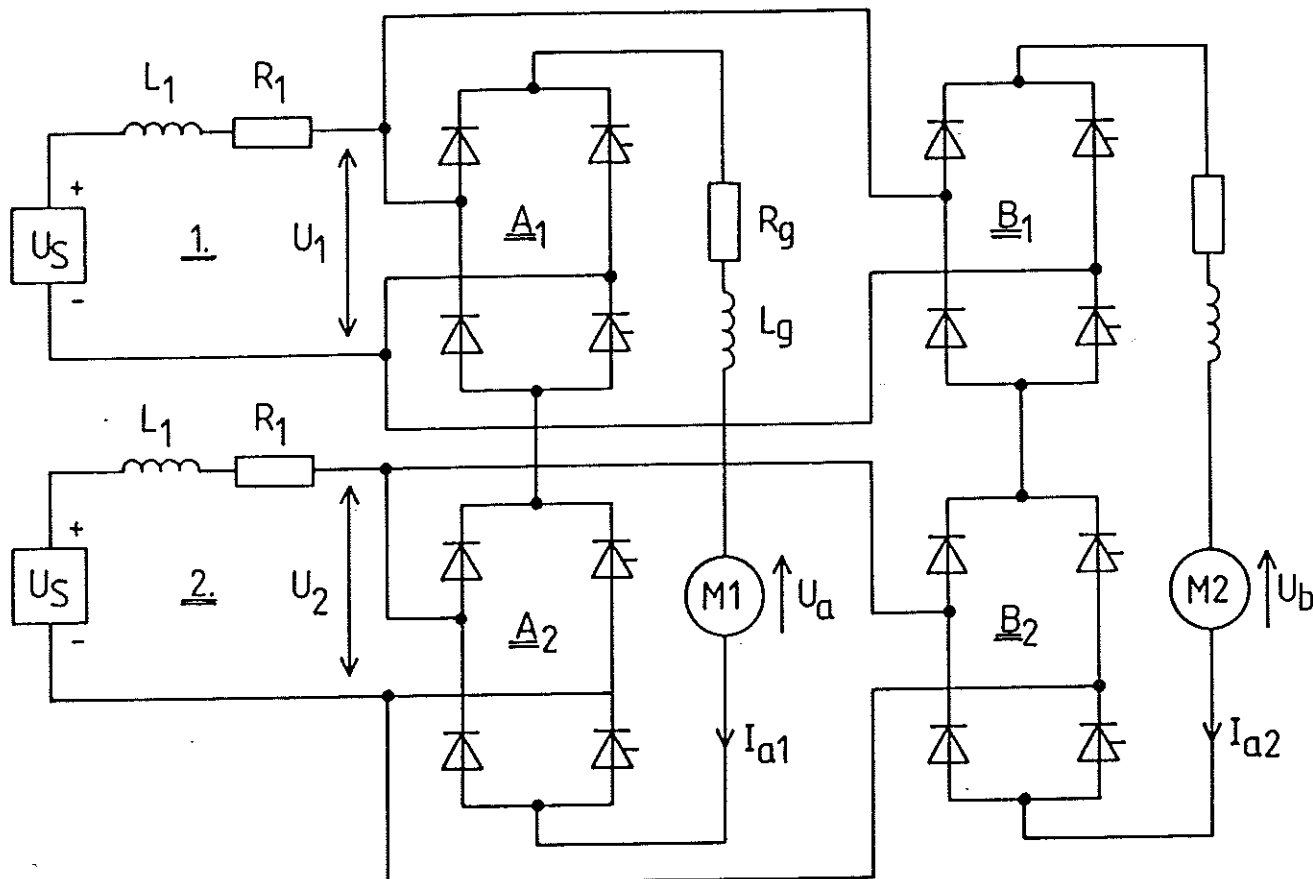 L1
R1
+
US
-
1.
U1
A1
Rg
Lg
B1
L1
R1
+
US
-
2.
U2
A2
M1
Ua
Ia1
B2
M2
Ub
Ia2